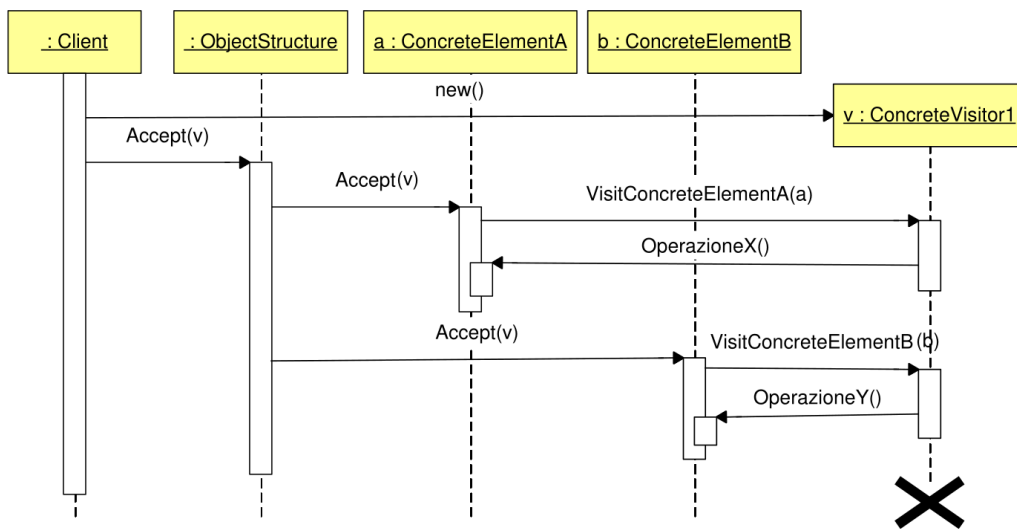 : Client
: ObjectStructure
a : ConcreteElementA
b : ConcreteElementB
new()
v : ConcreteVisitor1
Accept(v)
Accept(v)
VisitConcreteElementA(a)
OperazioneX()
Accept(v)
VisitConcreteElementB (b)
OperazioneY()